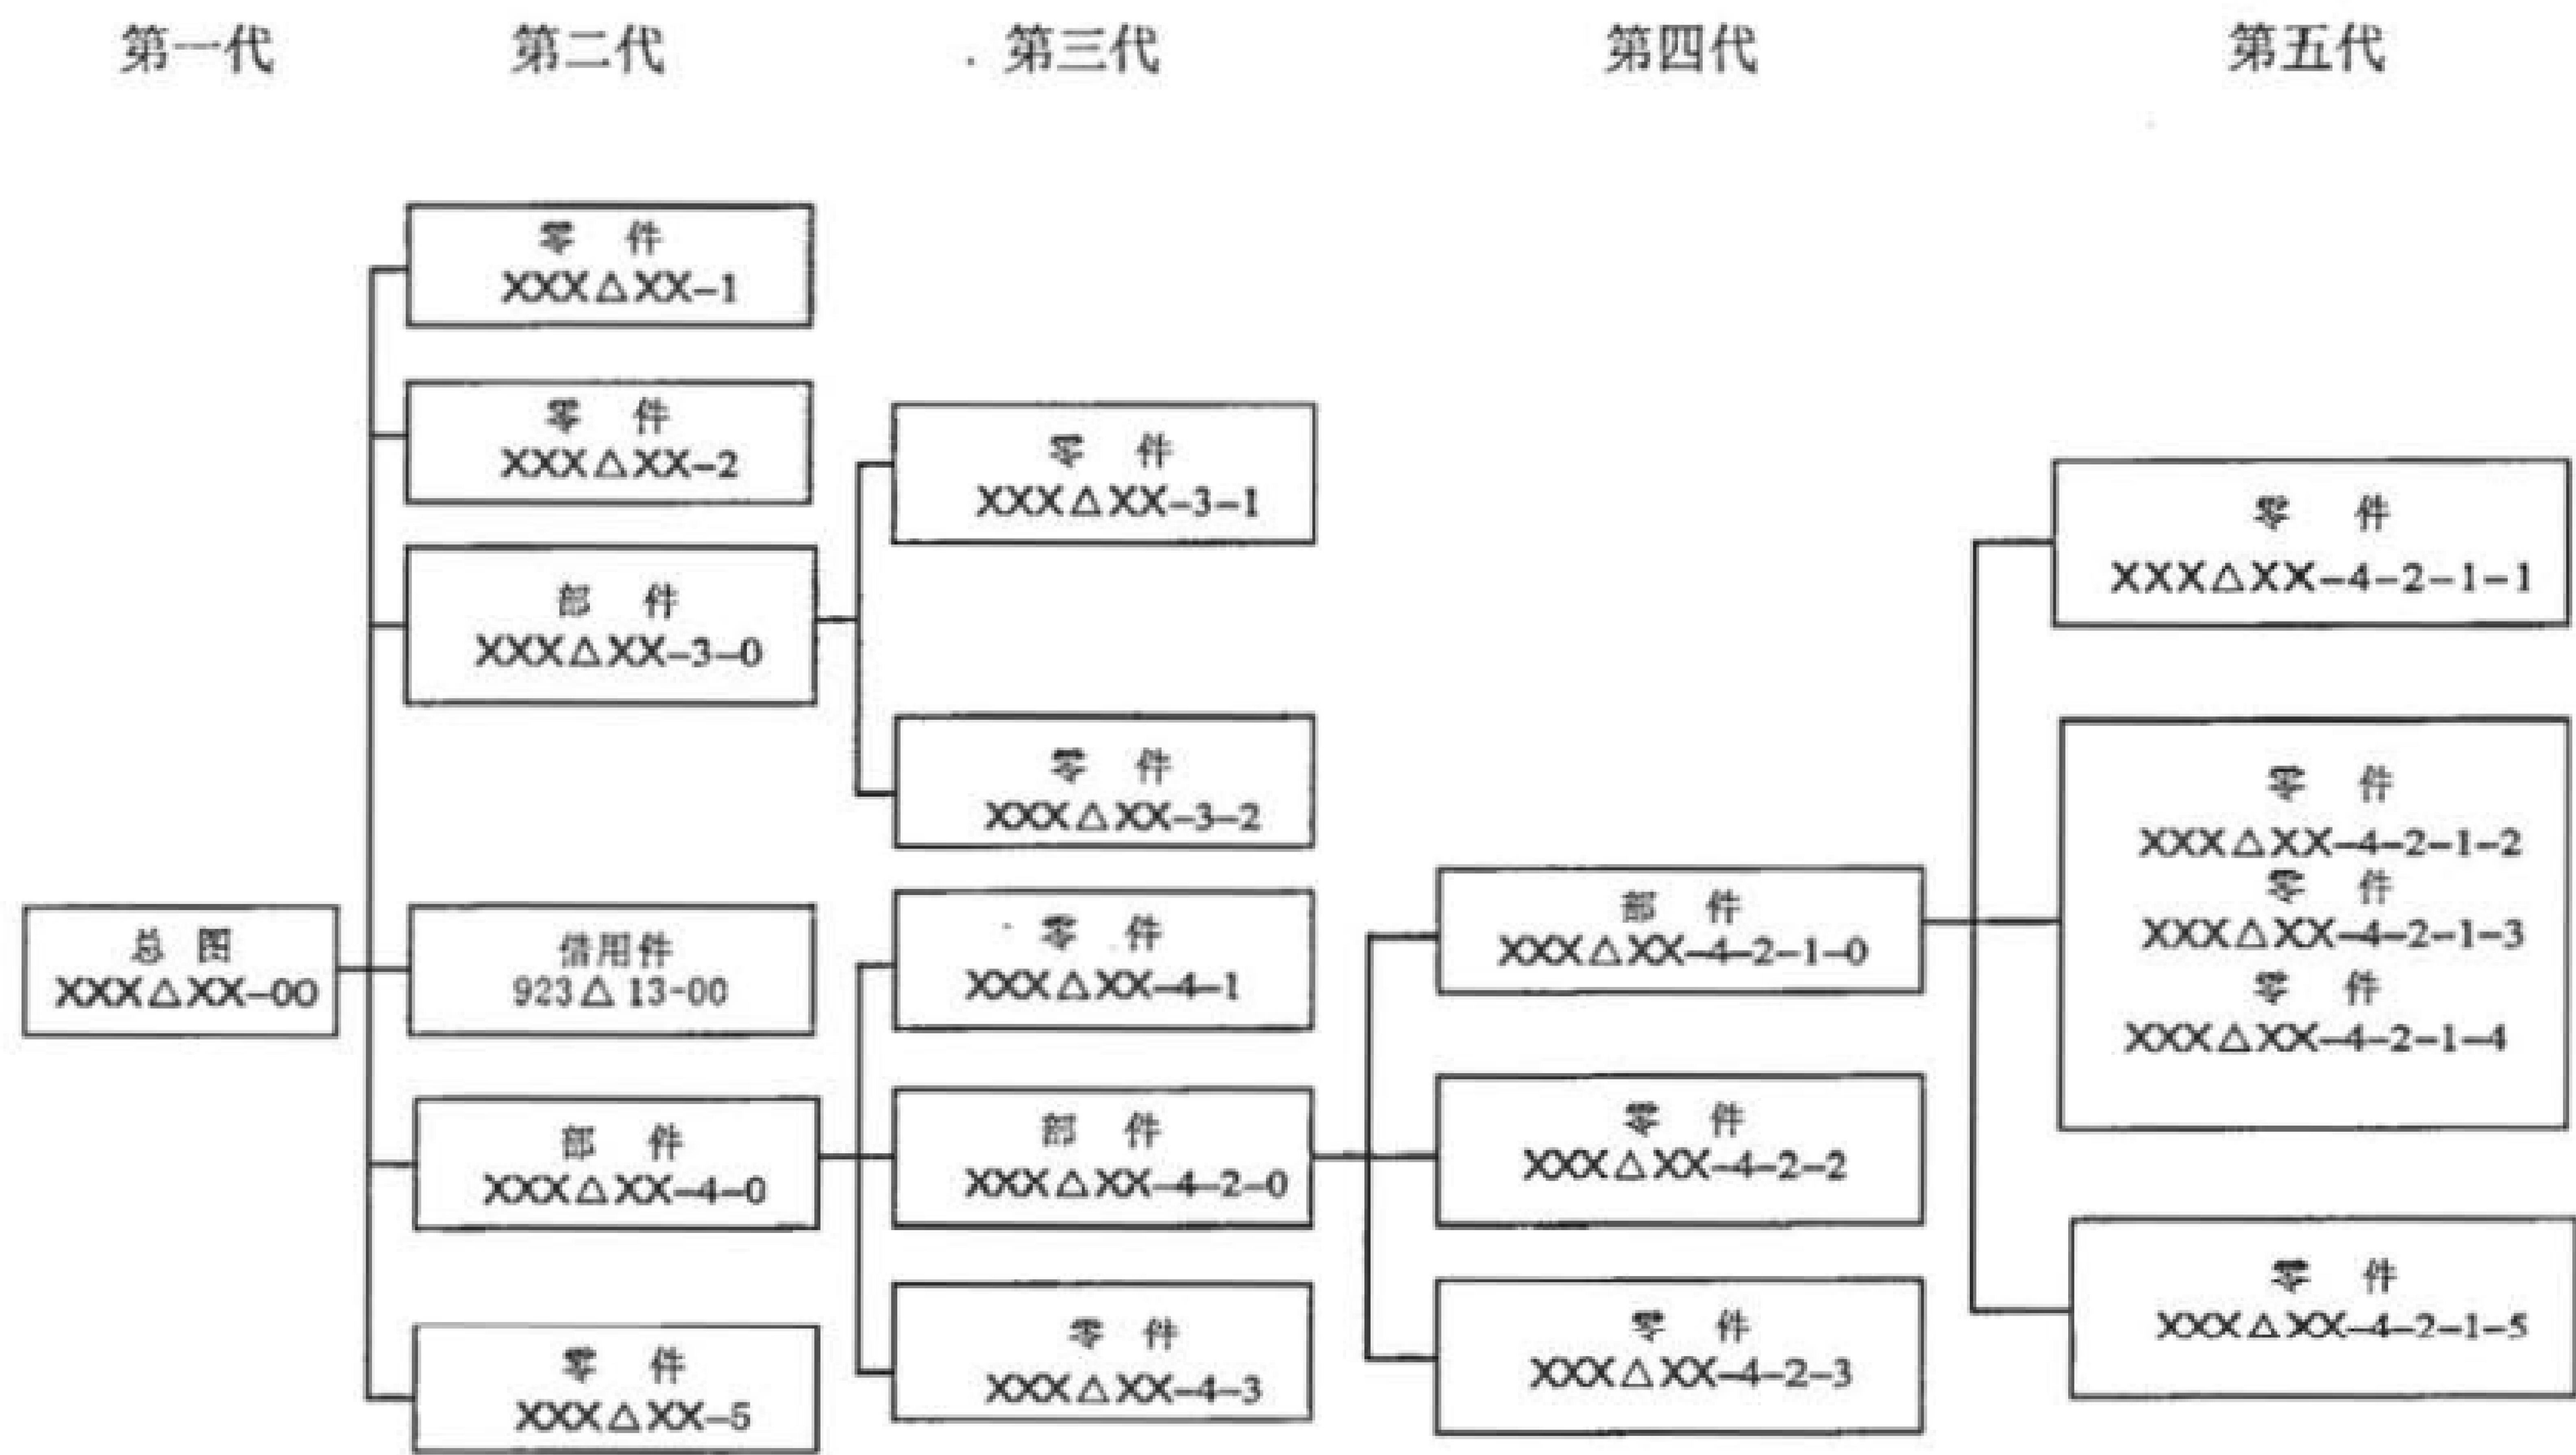 第一代
第二代
第三代
第四代
第五代
零 件
XXX△XX-1
零 件
XXX△XX-2
部 件
XXX△XX-3-0
零 件
XXX△XX-3-1
零 件
XXX△XX-3-2
总 图
XXX△XX-00
借用件
923△13-00
部 件
XXX△XX-4-0
零 件
XXX△XX-5
零 件
XXX△XX-4-1
部 件
XXX△XX-4-2-0
零 件
XXX△XX-4-3
部 件
XXX△XX-4-2-1-0
零 件
XXX△XX-4-2-2
零 件
XXX△XX-4-2-3
零 件
XXX△XX-4-2-1-1
零 件
XXX△XX-4-2-1-2
零 件
XXX△XX-4-2-1-3
零 件
XXX△XX-4-2-1-4
零 件
XXX△XX-4-2-1-5